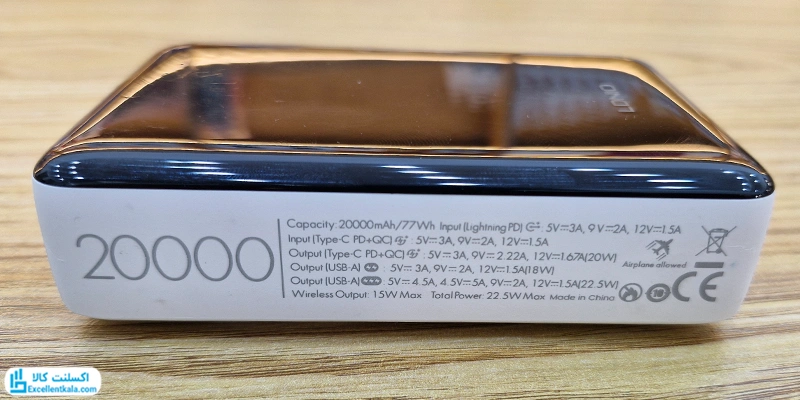 LDNIO
20000
Capacity: 20000mAh/77Wh Input (Lightning PD) : 5V⎓3A, 9V⎓2A, 12V⎓1.5A
Input (Type-C PD+QC) : 5V⎓3A, 9V⎓2A, 12V⎓1.5A
Output (Type-C PD+QC) : 5V⎓3A, 9V⎓2.22A, 12V⎓1.67A(20W)
Output (USB-A) : 5V⎓3A, 9V⎓2A, 12V⎓1.5A(18W)
Output (USB-A) : 5V⎓4.5A, 4.5V⎓5A, 9V⎓2A, 12V⎓1.5A(22.5W)
Wireless Output: 15W Max Total Power: 22.5W Max Made in China
Airplane allowed
10
CE
اکسلنت کالا
Excellentkala.com